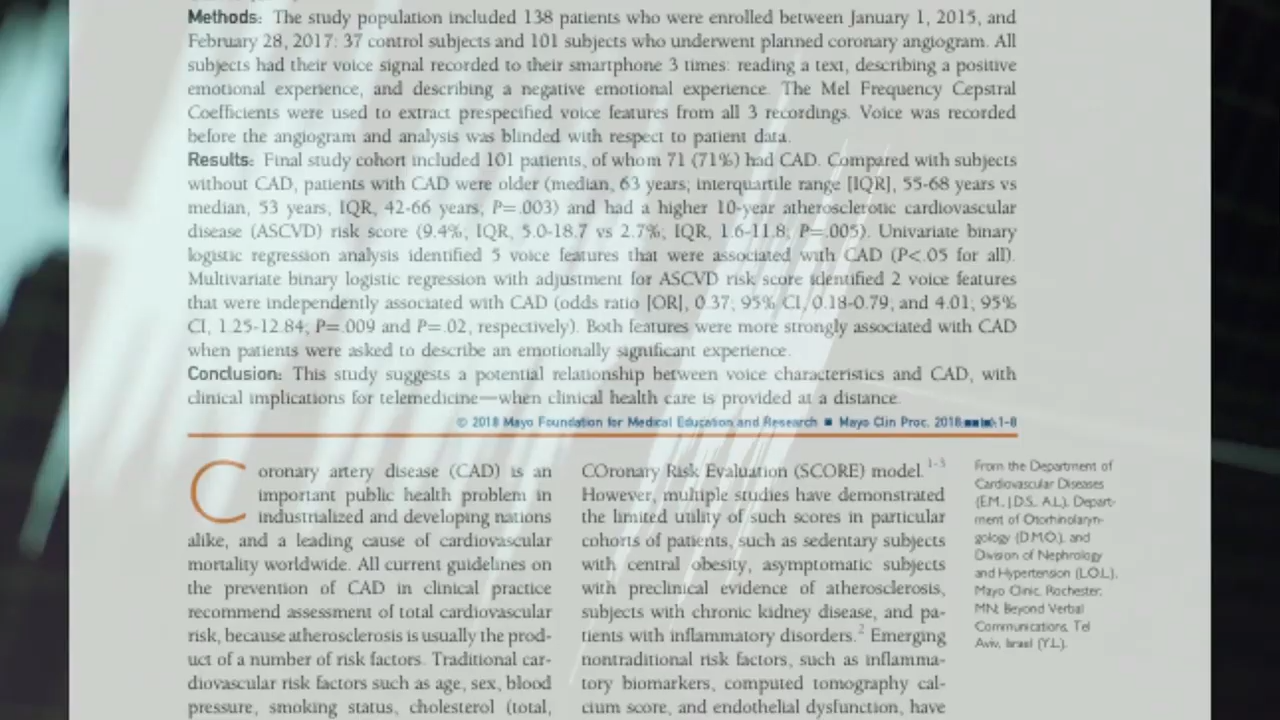 Methods: The study population included 138 patients who were enrolled between January 1, 2015, and
February 28, 2017: 37 control subjects and 101 subjects who underwent planned coronary angiogram. All
subjects had their voice signal recorded to their smartphone 3 times: reading a text, describing a positive
emotional experience, and describing a negative emotional experience. The Mel Frequency Cepstral
Coefficients were used to extract prespecified voice features from all 3 recordings. Voice was recorded
before the angiogram and analysis was blinded with respect to patient data.
Results: Final study cohort included 101 patients, of whom 71 (71%) had CAD. Compared with subjects
without CAD, patients with CAD were older (median, 63 years; interquartile range [IQR], 55-68 years vs
median, 53 years, IQR, 42-66 years; P=.003) and had a higher 10-year atherosclerotic cardiovascular
disease (ASCVD) risk score (9.4%; IQR, 5.0-18.7 vs 2.7%; IQR, 1.6-11.8; P=.005). Univariate binary
logistic regression analysis identified 5 voice features that were associated with CAD (P<.05 for all).
Multivariate binary logistic regression with adjustment for ASCVD risk score identified 2 voice features
that were independently associated with CAD (odds ratio [OR], 0.37; 95% CI, 0.18-0.79, and 4.01; 95%
CI, 1.25-12.84; P=.009 and P=.02, respectively). Both features were more strongly associated with CAD
when patients were asked to describe an emotionally significant experience.
Conclusion: This study suggests a potential relationship between voice characteristics and CAD, with
clinical implications for telemedicine—when clinical health care is provided at a distance.
© 2018 Mayo Foundation for Medical Education and Research ■ Mayo Clin Proc. 2018;■■(■):1-8
Coronary artery disease (CAD) is an
important public health problem in
industrialized and developing nations
alike, and a leading cause of cardiovascular
mortality worldwide. All current guidelines on
the prevention of CAD in clinical practice
recommend assessment of total cardiovascular
risk, because atherosclerosis is usually the prod-
uct of a number of risk factors. Traditional car-
diovascular risk factors such as age, sex, blood
pressure, smoking status, cholesterol (total,
COronary Risk Evaluation (SCORE) model.1-3
However, multiple studies have demonstrated
the limited utility of such scores in particular
cohorts of patients, such as sedentary subjects
with central obesity, asymptomatic subjects
with preclinical evidence of atherosclerosis,
subjects with chronic kidney disease, and pa-
tients with inflammatory disorders.2 Emerging
nontraditional risk factors, such as inflamma-
tory biomarkers, computed tomography cal-
cium score, and endothelial dysfunction, have
From the Department of
Cardiovascular Diseases
(E.M., J.D.S., A.L.), Depart-
ment of Otorhinolaryn-
gology (D.M.O.), and
Division of Nephrology
and Hypertension (L.O.L.),
Mayo Clinic, Rochester,
MN; Beyond Verbal
Communications, Tel
Aviv, Israel (Y.L.).